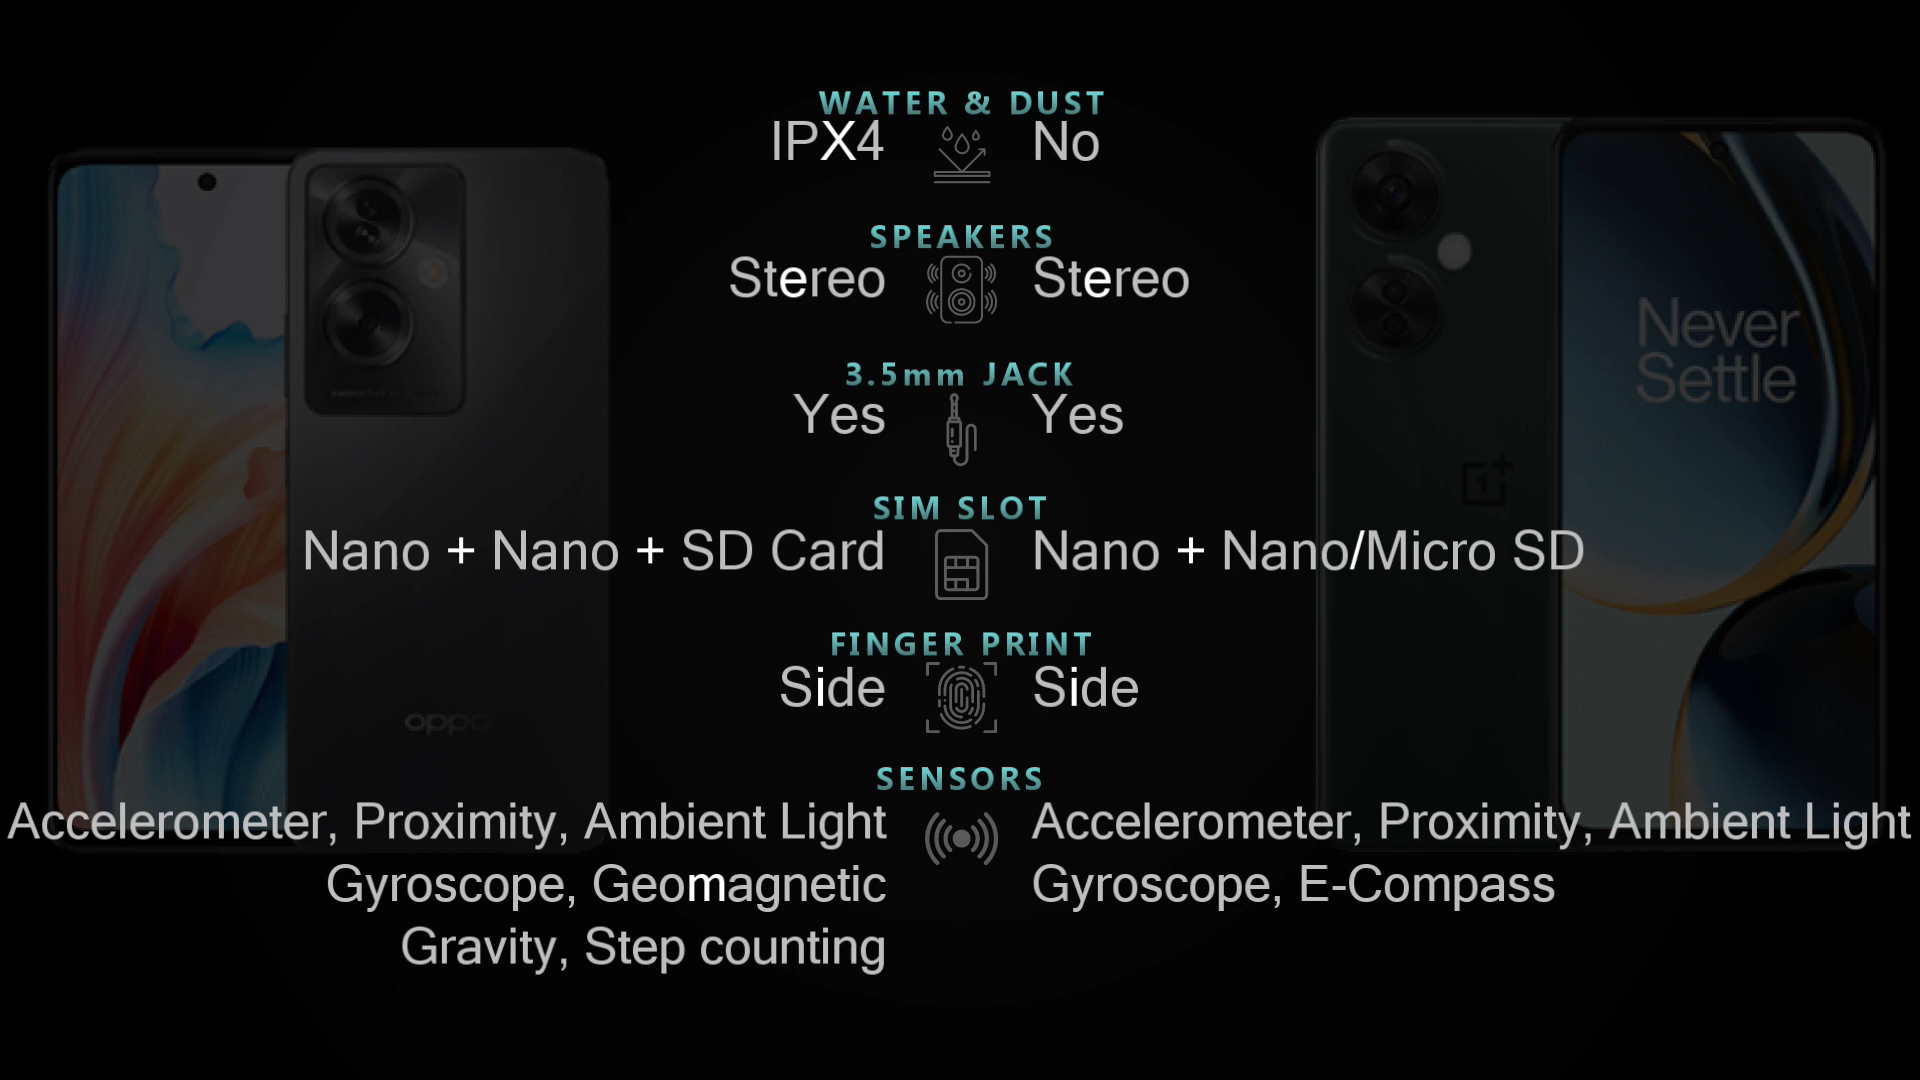 WATER & DUST
IPX4 No
SPEAKERS
Stereo Stereo
3.5mm JACK
Yes Yes
SIM SLOT
Nano + Nano + SD Card Nano + Nano/Micro SD
FINGER PRINT
Side Side
SENSORS
Accelerometer, Proximity, Ambient Light Accelerometer, Proximity, Ambient Light
Gyroscope, Geomagnetic Gyroscope, E-Compass
Gravity, Step counting
oppo
Never
Settle